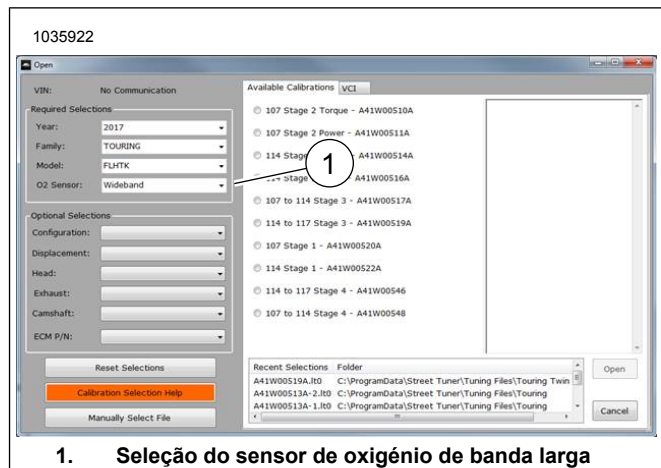 1035922
Open
VIN: No Communication
Required Selections
Year: 2017
Family: TOURING
Model: FLHTK
O2 Sensor: Wideband
Optional Selections
Configuration:
Displacement:
Head:
Exhaust:
Camshaft:
ECM P/N:
Reset Selections
Calibration Selection Help
Manually Select File
Available Calibrations VCI
107 Stage 2 Torque - A41W00510A
107 Stage 2 Power - A41W00511A
114 Stage - A41W00514A
1
114 Stage A41W00516A
107 to 114 Stage 3 - A41W00517A
114 to 117 Stage 3 - A41W00519A
107 Stage 1 - A41W00520A
114 Stage 1 - A41W00522A
114 to 117 Stage 4 - A41W00546
107 to 114 Stage 4 - A41W00548
Recent Selections Folder
A41W00519A.lt0 C:\ProgramData\Street Tuner\Tuning Files\Touring Twin
A41W00513A-2.lt0 C:\ProgramData\Street Tuner\Tuning Files\Touring
A41W00513A-1.lt0 C:\ProgramData\Street Tuner\Tuning Files\Touring
Open
Cancel
1. Seleção do sensor de oxigénio de banda larga